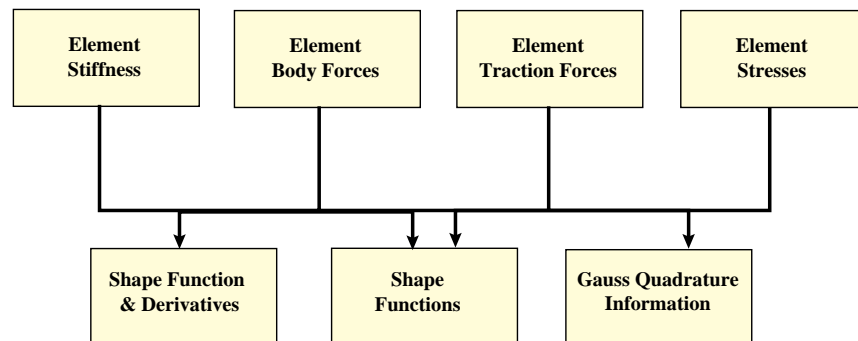 Element
Stiffness
Element
Body Forces
Element
Traction Forces
Element
Stresses
Shape Function
& Derivatives
Shape
Functions
Gauss Quadrature
Information